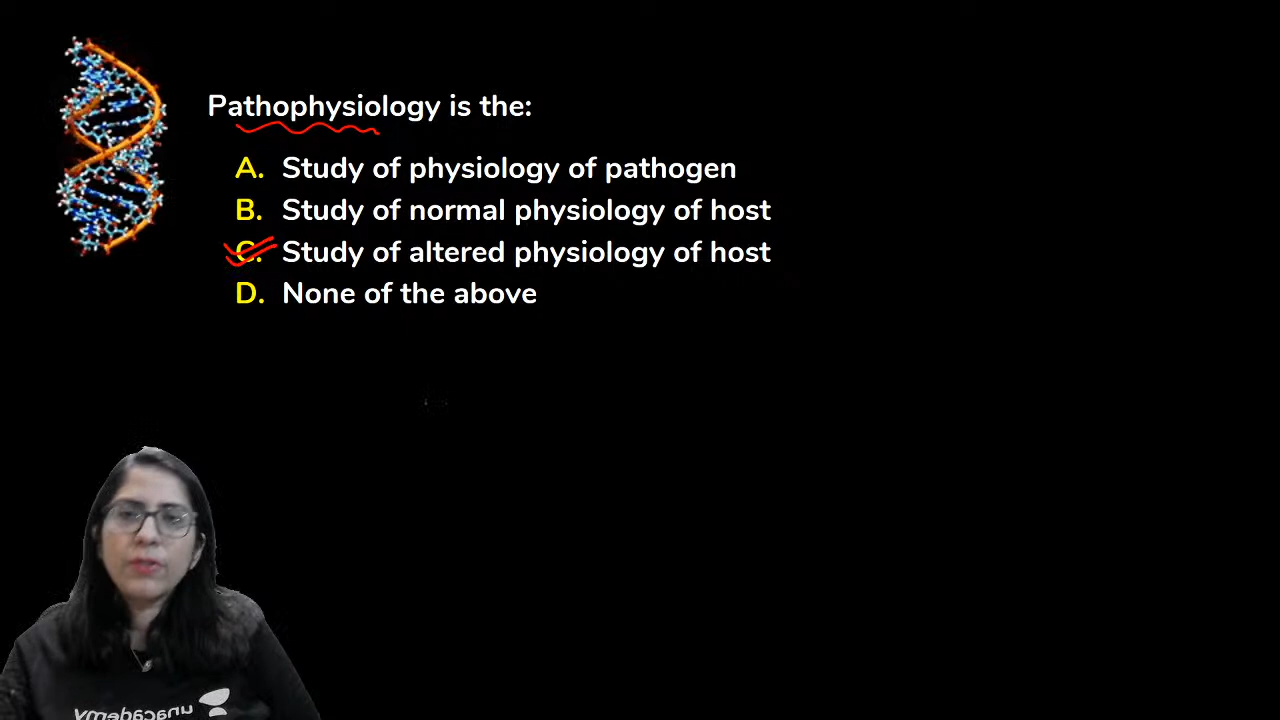 Pathophysiology is the:
A. Study of physiology of pathogen
B. Study of normal physiology of host
C. Study of altered physiology of host
D. None of the above
unacademy